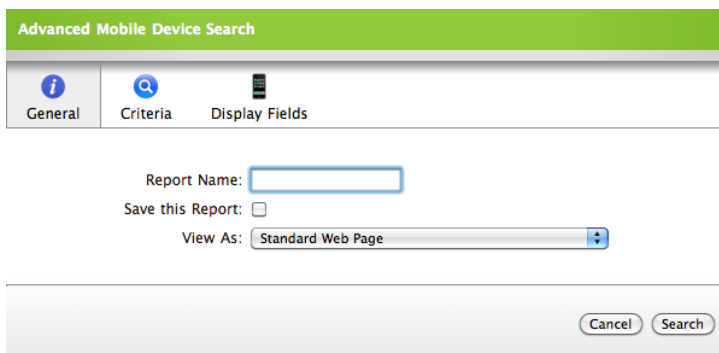 Advanced Mobile Device Search
General Criteria Display Fields
Report Name:
Save this Report:
View As: Standard Web Page
Cancel Search